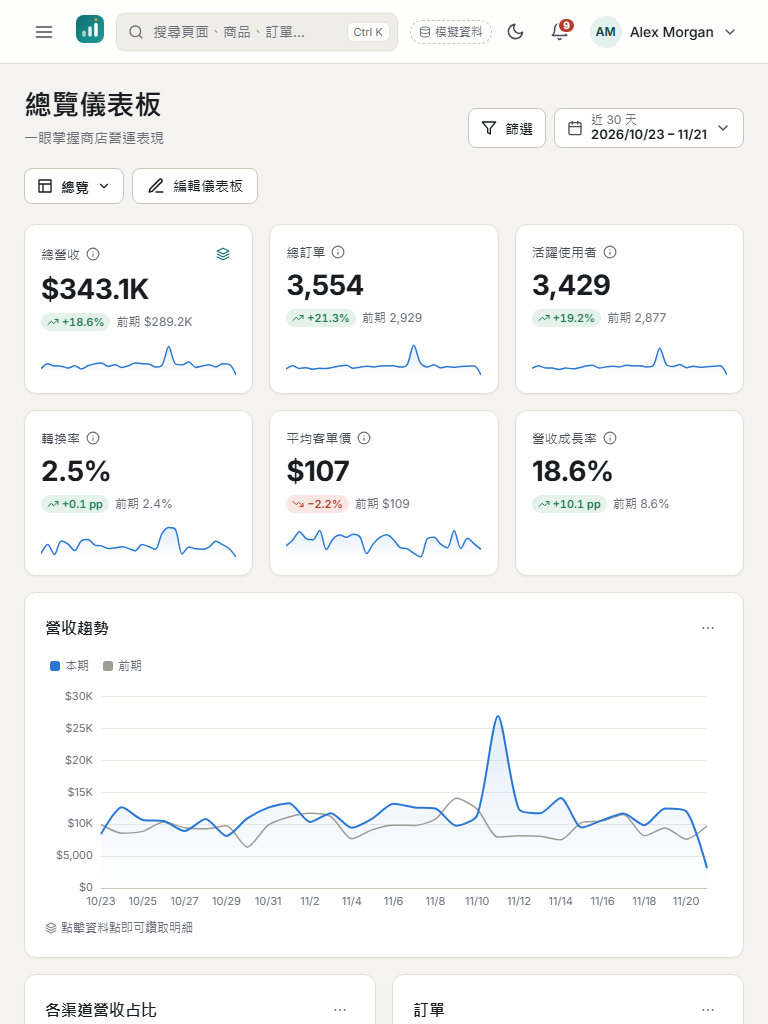 搜尋頁面、商品、訂單... Ctrl K 模擬資料 9 AM Alex Morgan
總覽儀表板
一眼掌握商店營運表現
篩選
近 30 天
2026/10/23 – 11/21
總覽 編輯儀表板
總營收
$343.1K
+18.6% 前期 $289.2K
總訂單
3,554
+21.3% 前期 2,929
活躍使用者
3,429
+19.2% 前期 2,877
轉換率
2.5%
+0.1 pp 前期 2.4%
平均客單價
$107
−2.2% 前期 $109
營收成長率
18.6%
+10.1 pp 前期 8.6%
營收趨勢
本期 前期
$30K
$25K
$20K
$15K
$10K
$5,000
$0
10/23 10/25 10/27 10/29 10/31 11/2 11/4 11/6 11/8 11/10 11/12 11/14 11/16 11/18 11/20
點擊資料點即可鑽取明細
各渠道營收占比
訂單